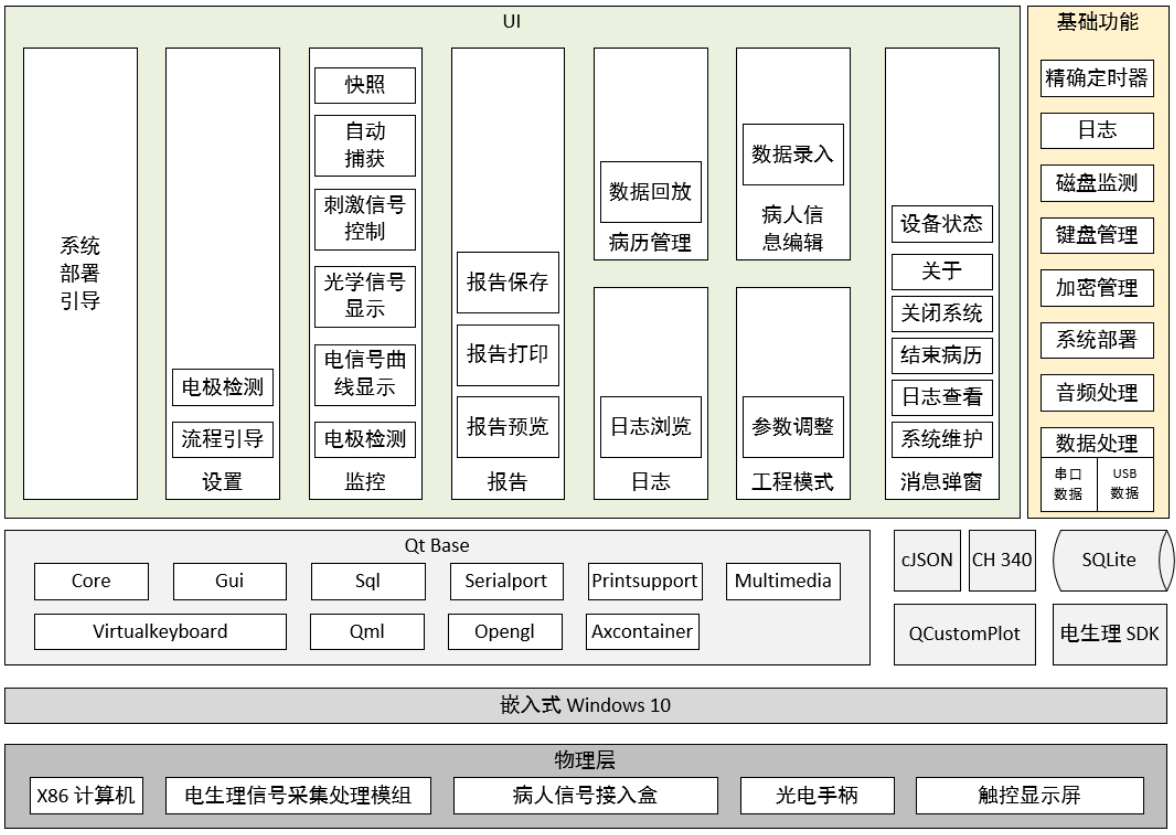 UI
系统
部署
引导
电极检测
流程引导
设置
快照
自动
捕获
刺激信号
控制
光学信号
显示
电信号曲
线显示
电极检测
监控
报告保存
报告打印
报告预览
报告
数据回放
病历管理
日志浏览
日志
数据录入
病人信
息编辑
参数调整
工程模式
设备状态
关于
关闭系统
结束病历
日志查看
系统维护
消息弹窗
基础功能
精确定时器
日志
磁盘监测
键盘管理
加密管理
系统部署
音频处理
数据处理
串口
数据
USB
数据
Qt Base
Core
Gui
Sql
Serialport
Printsupport
Multimedia
Virtualkeyboard
Qml
Opengl
Axcontainer
cJSON
CH 340
SQLite
QCustomPlot
电生理 SDK
嵌入式 Windows 10
物理层
X86 计算机
电生理信号采集处理模组
病人信号接入盒
光电手柄
触控显示屏